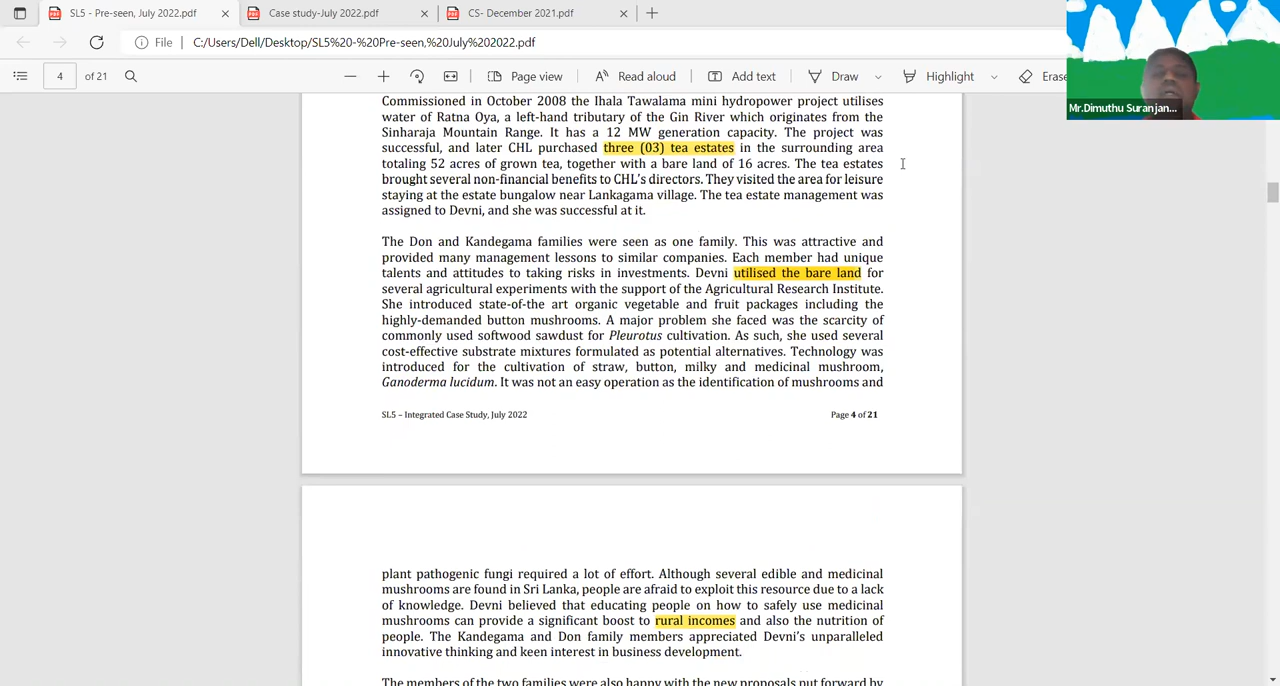 SL5 - Pre-seen, July 2022.pdf
Case study-July 2022.pdf
CS- December 2021.pdf
File
C:/Users/Dell/Desktop/SL5%20-%20Pre-seen,%20July%202022.pdf
4 of 21
Page view
Read aloud
Add text
Draw
Highlight
Erase
Mr.Dimuthu Suranjan...
Commissioned in October 2008 the Ihala Tawalama mini hydropower project utilises
water of Ratna Oya, a left-hand tributary of the Gin River which originates from the
Sinharaja Mountain Range. It has a 12 MW generation capacity. The project was
successful, and later CHL purchased three (03) tea estates in the surrounding area
totaling 52 acres of grown tea, together with a bare land of 16 acres. The tea estates
brought several non-financial benefits to CHL's directors. They visited the area for leisure
staying at the estate bungalow near Lankagama village. The tea estate management was
assigned to Devni, and she was successful at it.
The Don and Kandegama families were seen as one family. This was attractive and
provided many management lessons to similar companies. Each member had unique
talents and attitudes to taking risks in investments. Devni utilised the bare land for
several agricultural experiments with the support of the Agricultural Research Institute.
She introduced state-of-the art organic vegetable and fruit packages including the
highly-demanded button mushrooms. A major problem she faced was the scarcity of
commonly used softwood sawdust for Pleurotus cultivation. As such, she used several
cost-effective substrate mixtures formulated as potential alternatives. Technology was
introduced for the cultivation of straw, button, milky and medicinal mushroom,
Ganoderma lucidum. It was not an easy operation as the identification of mushrooms and
SL5 – Integrated Case Study, July 2022
Page 4 of 21
plant pathogenic fungi required a lot of effort. Although several edible and medicinal
mushrooms are found in Sri Lanka, people are afraid to exploit this resource due to a lack
of knowledge. Devni believed that educating people on how to safely use medicinal
mushrooms can provide a significant boost to rural incomes and also the nutrition of
people. The Kandegama and Don family members appreciated Devni's unparalleled
innovative thinking and keen interest in business development.
The members of the two families were also happy with the new proposals put forward by